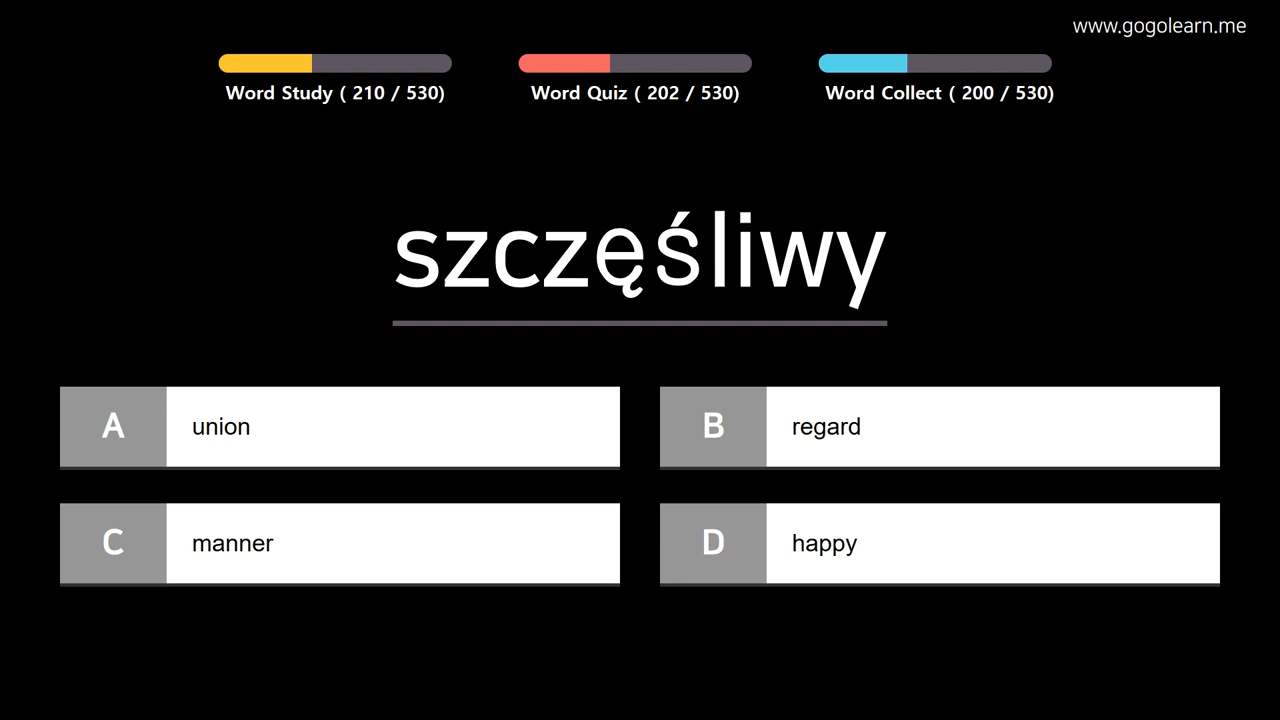 www.gogolearn.me
Word Study ( 210 / 530)
Word Quiz ( 202 / 530)
Word Collect ( 200 / 530)
szczęśliwy
A union
B regard
C manner
D happy